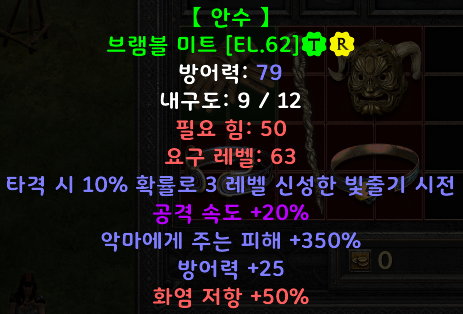 【 안수 】
브램블 미트 [EL.62] T R
방어력: 79
내구도: 9 / 12
필요 힘: 50
요구 레벨: 63
타격 시 10% 확률로 3 레벨 신성한 빛줄기 시전
공격 속도 +20%
악마에게 주는 피해 +350%
방어력 +25
화염 저항 +50%
0